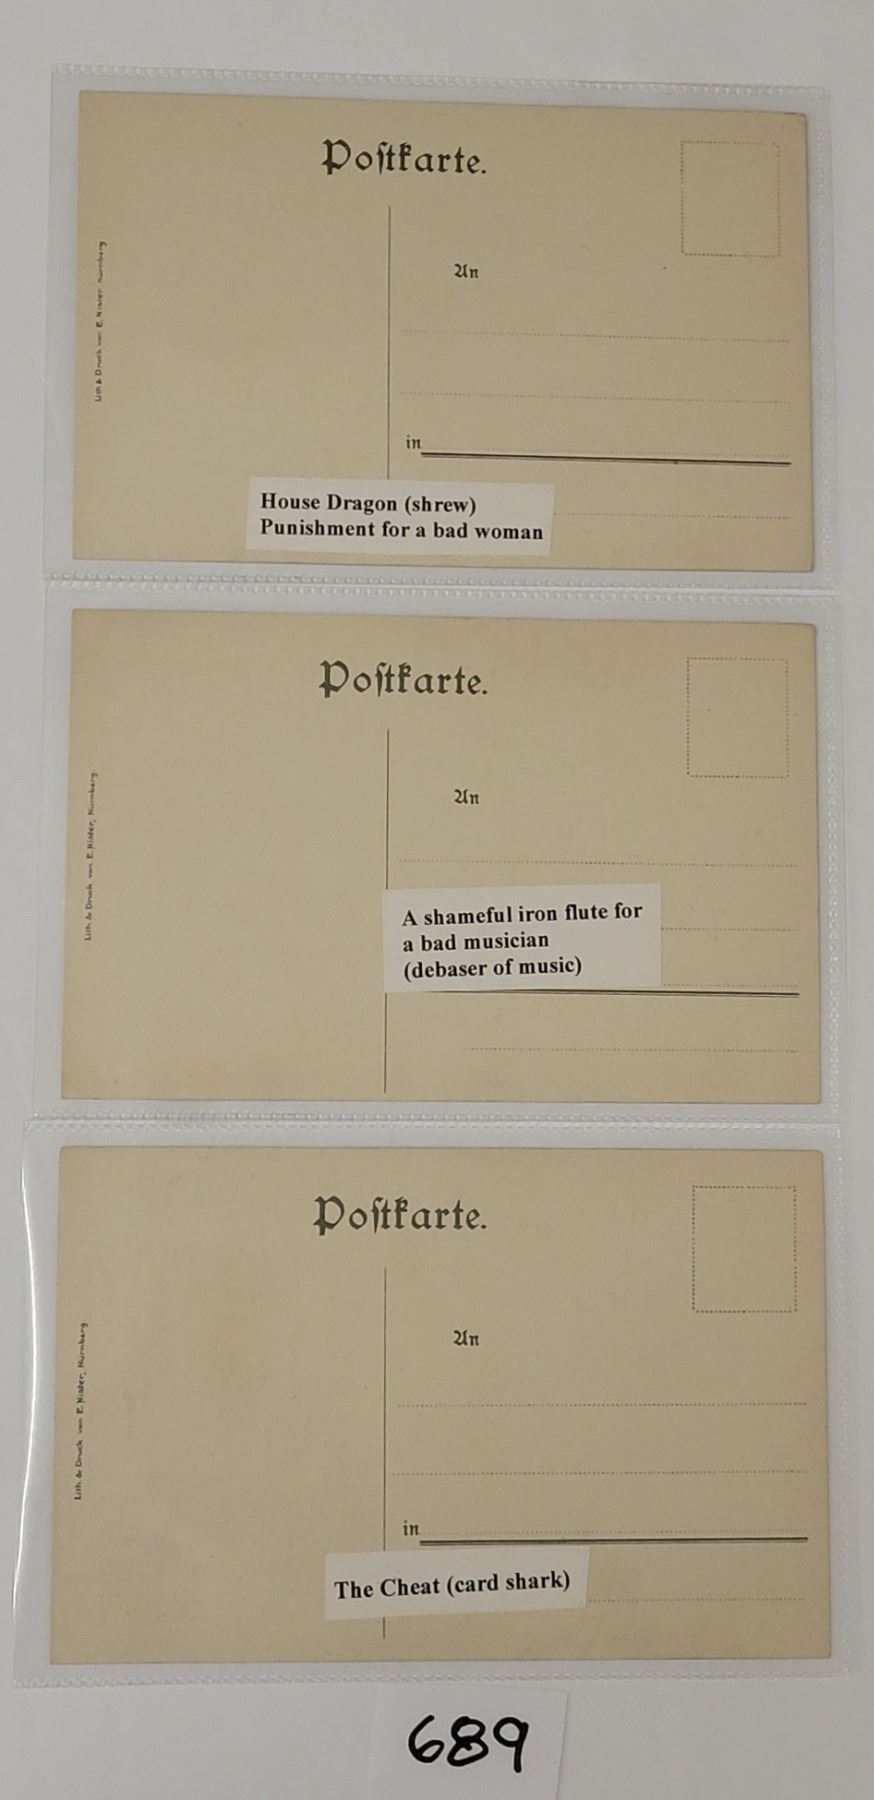 Postkarte.
An
in
Lith. & Druck von E. Nister, Nürnberg
House Dragon (shrew)
Punishment for a bad woman
Postkarte.
An
Lith. & Druck von E. Nister, Nürnberg
A shameful iron flute for
a bad musician
(debaser of music)
Postkarte.
An
in
Lith. & Druck von E. Nister, Nürnberg
The Cheat (card shark)
689